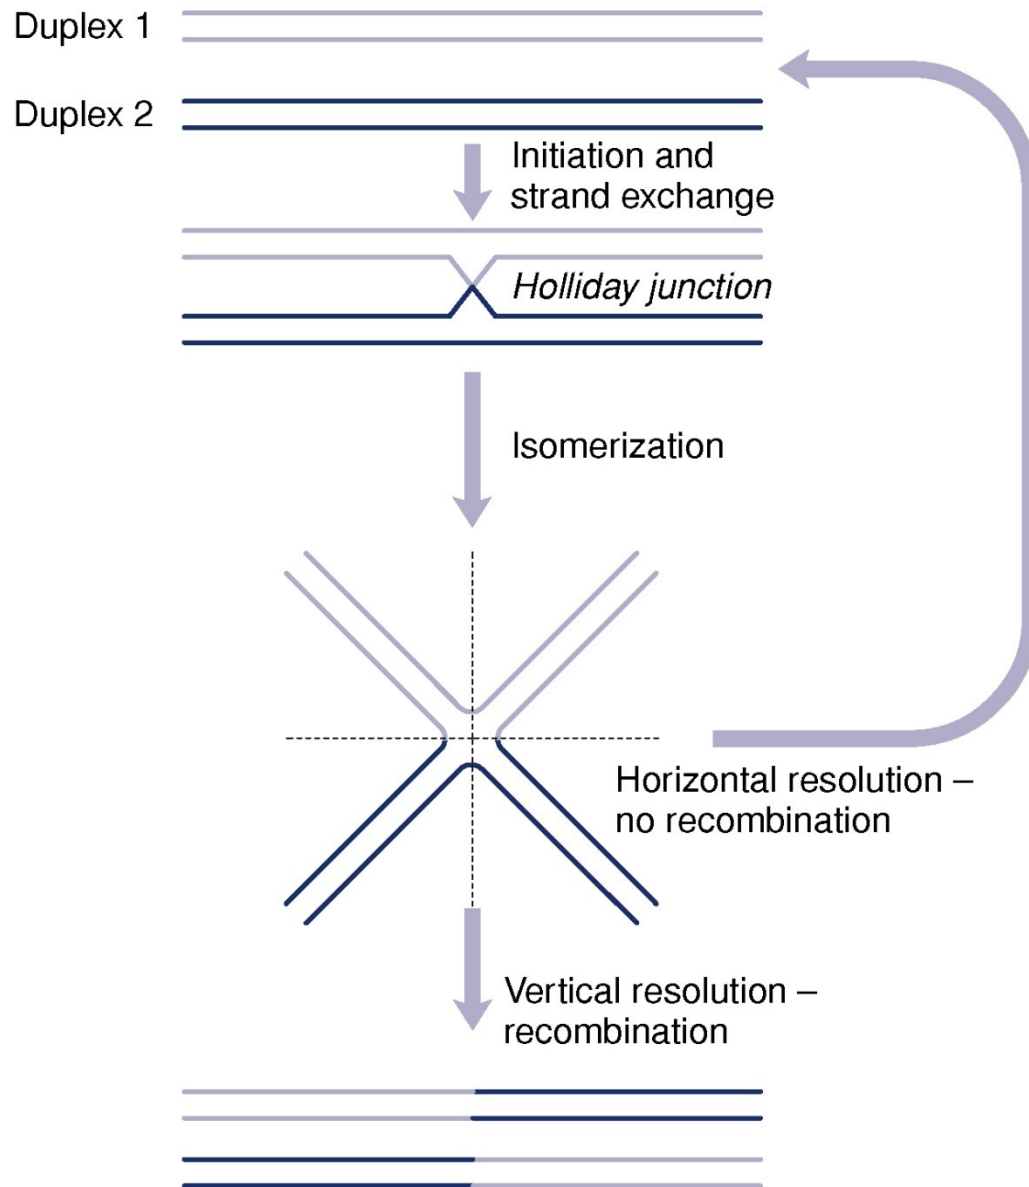 Duplex 1
Duplex 2
Initiation and
strand exchange
Holliday junction
Isomerization
Horizontal resolution –
no recombination
Vertical resolution –
recombination